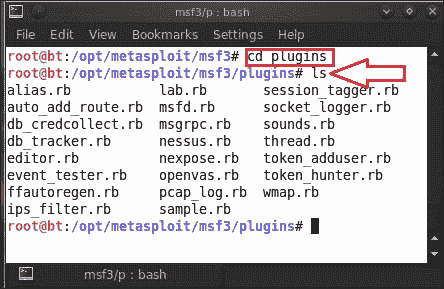 msf3/p : bash
File Edit View Bookmarks Settings Help
root@bt:/opt/metasploit/msf3# cd plugins
root@bt:/opt/metasploit/msf3/plugins# ls
alias.rb lab.rb session_tagger.rb
auto_add_route.rb msfd.rb socket_logger.rb
db_credcollect.rb msgrpc.rb sounds.rb
db_tracker.rb nessus.rb thread.rb
editor.rb nexpose.rb token_adduser.rb
event_tester.rb openvas.rb token_hunter.rb
ffautoregen.rb pcap_log.rb wmap.rb
ips_filter.rb sample.rb
root@bt:/opt/metasploit/msf3/plugins#
msf3/p : bash